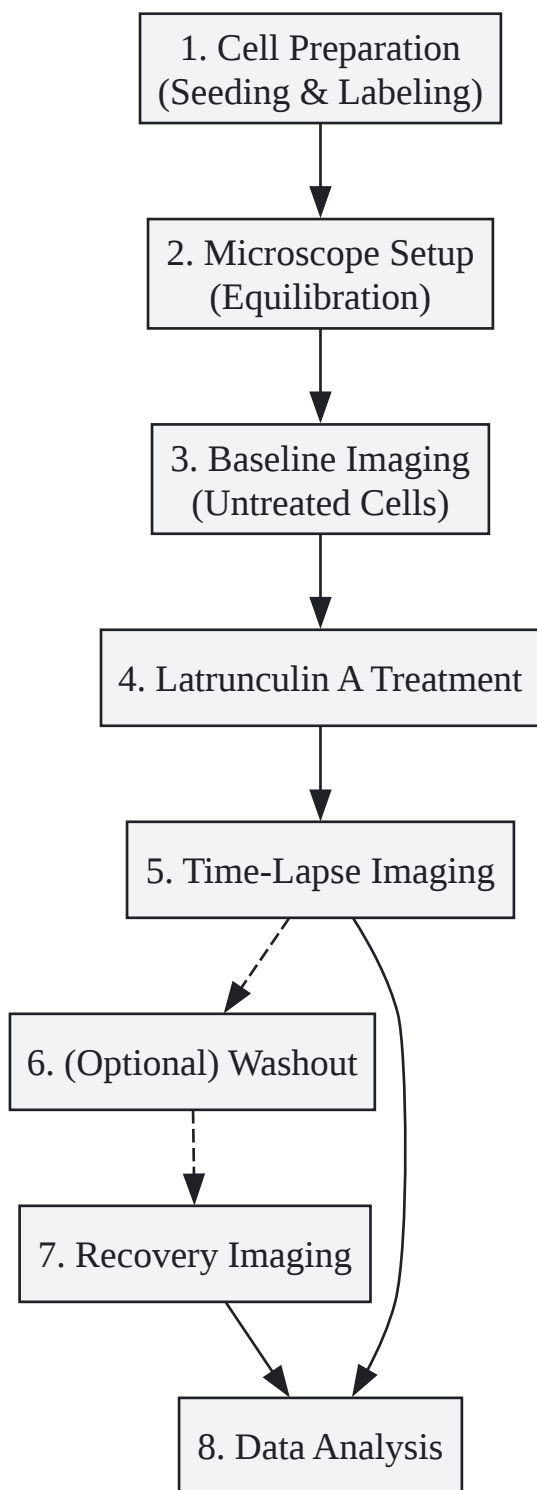 1. Cell Preparation
(Seeding & Labeling)
2. Microscope Setup
(Equilibration)
3. Baseline Imaging
(Untreated Cells)
4. Latrunculin A Treatment
5. Time-Lapse Imaging
6. (Optional) Washout
7. Recovery Imaging
8. Data Analysis